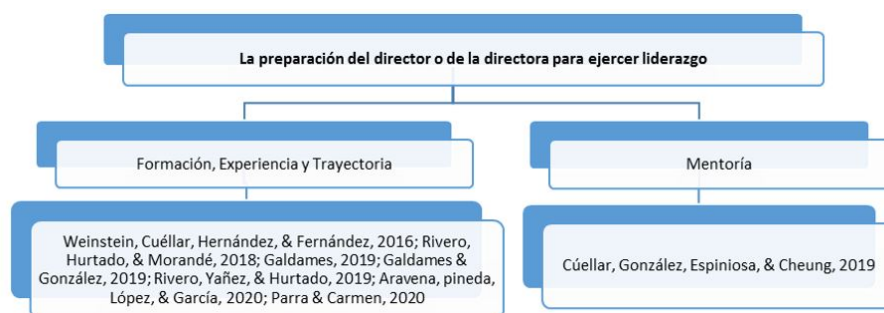 La preparación del director o de la directora para ejercer liderazgo
Formación, Experiencia y Trayectoria
Mentoría
Weinstein, Cuéllar, Hernández, & Fernández, 2016; Rivero,
Hurtado, & Morandé, 2018; Galdames, 2019; Galdames
& González, 2019; Rivero, Yañez, & Hurtado, 2019; Aravena, pineda,
López, & García, 2020; Parra & Carmen, 2020
Cúellar, González, Espiniosa, & Cheung, 2019